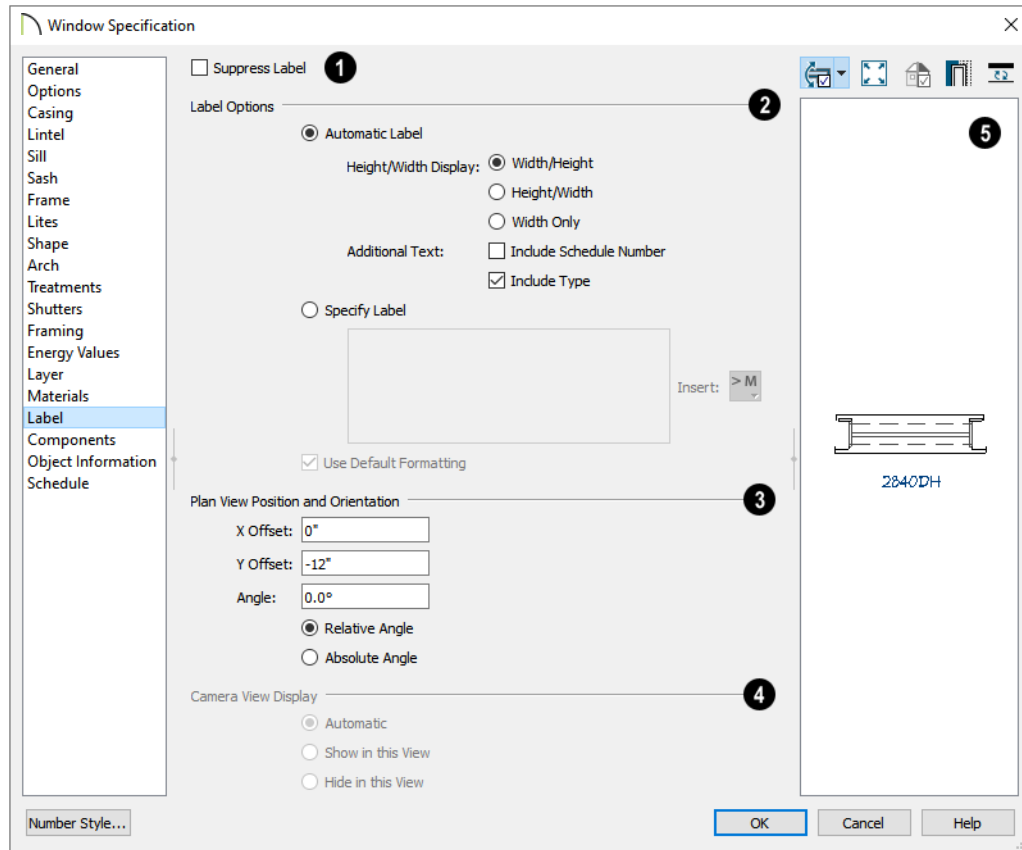 Window Specification
General
Options
Casing
Lintel
Sill
Sash
Frame
Lites
Shape
Arch
Treatments
Shutters
Framing
Energy Values
Layer
Materials
Label
Components
Object Information
Schedule
Suppress Label 1
Label Options 2
Automatic Label
Height/Width Display: Width/Height
Height/Width
Width Only
Additional Text: Include Schedule Number
Include Type
Specify Label
Insert: > M
Use Default Formatting
Plan View Position and Orientation 3
X Offset: 0"
Y Offset: -12"
Angle: 0.0°
Relative Angle
Absolute Angle
Camera View Display 4
Automatic
Show in this View
Hide in this View
5
2840DH
Number Style... OK Cancel Help